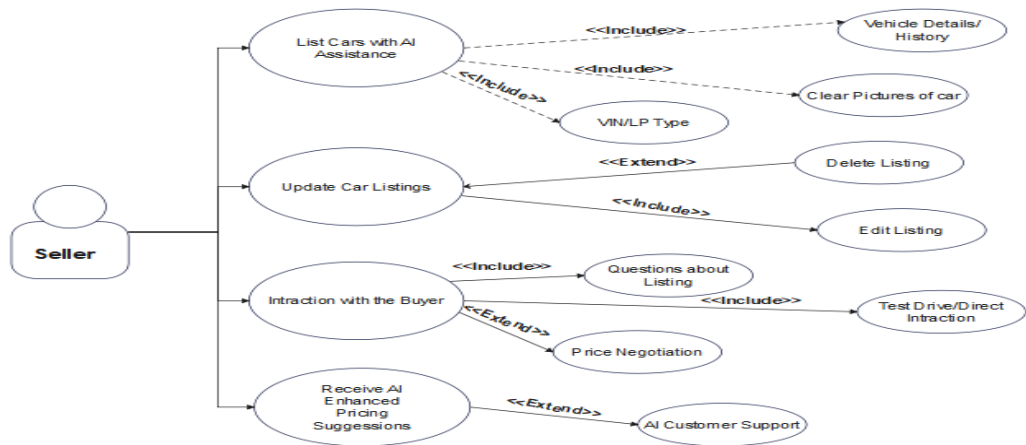 List Cars with AI
Assistance
<<Include>>
Vehicle Details/
History
<<Include>>
Clear Pictures of car
<<Include>>
VIN/LP Type
Update Car Listings
<<Extend>>
Delete Listing
<<Include>>
Edit Listing
Seller
Intraction with the Buyer
<<Include>>
Questions about
Listing
<<Include>>
Test Drive/Direct
Intraction
<<Extend>>
Price Negotiation
Receive AI
Enhanced
Pricing
Suggessions
<<Extend>>
AI Customer Support